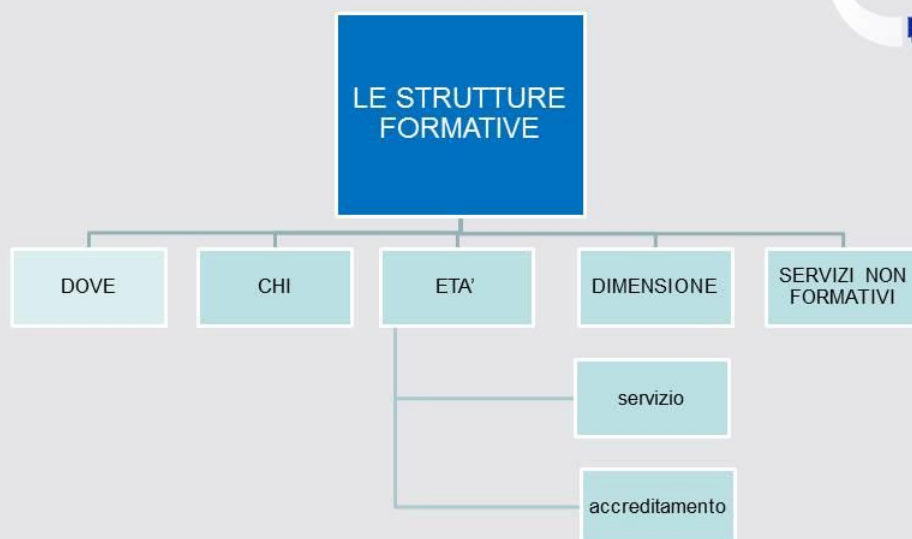 LE STRUTTURE
FORMATIVE
DOVE
CHI
ETA'
DIMENSIONE
SERVIZI NON
FORMATIVI
servizio
accreditamento